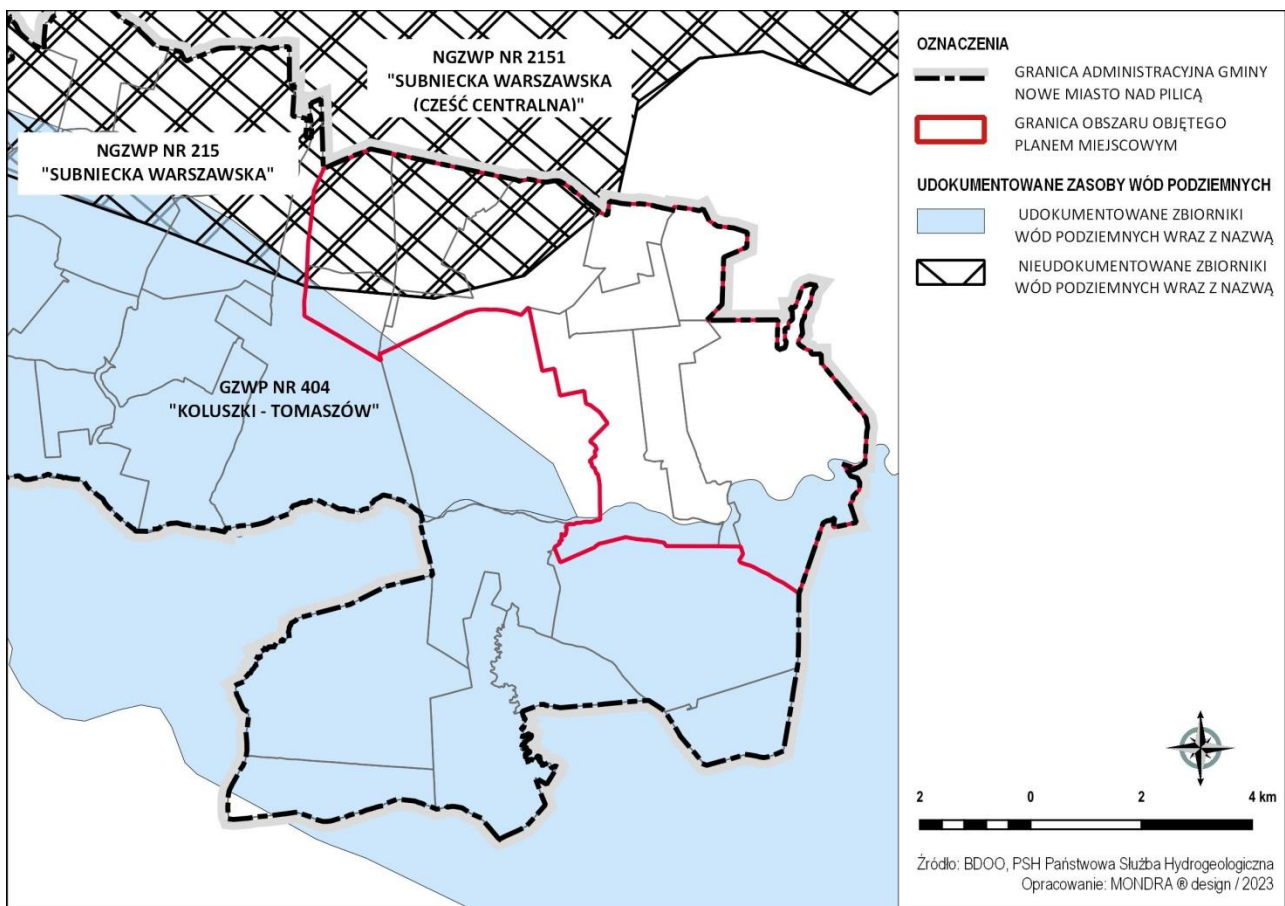 NGZWP NR 2151
"SUBNIECKA WARSZAWSKA
(CZEŚĆ CENTRALNA)"
NGZWP NR 215
"SUBNIECKA WARSZAWSKA"
GZWP NR 404
"KOLUSZKI - TOMASZÓW"
OZNACZENIA
GRANICA ADMINISTRACYJNA GMINY
NOWE MIASTO NAD PILICĄ
GRANICA OBSZARU OBJĘTEGO
PLANEM MIEJSCOWYM
UDOKUMENTOWANE ZASOBY WÓD PODZIEMNYCH
UDOKUMENTOWANE ZBIORNIKI
WÓD PODZIEMNYCH WRAZ Z NAZWĄ
NIEUDOKUMENTOWANE ZBIORNIKI
WÓD PODZIEMNYCH WRAZ Z NAZWĄ
2 0 2 4 km
Źródło: BDOO, PSH Państwowa Służba Hydrogeologiczna
Opracowanie: MONDRA ® design / 2023